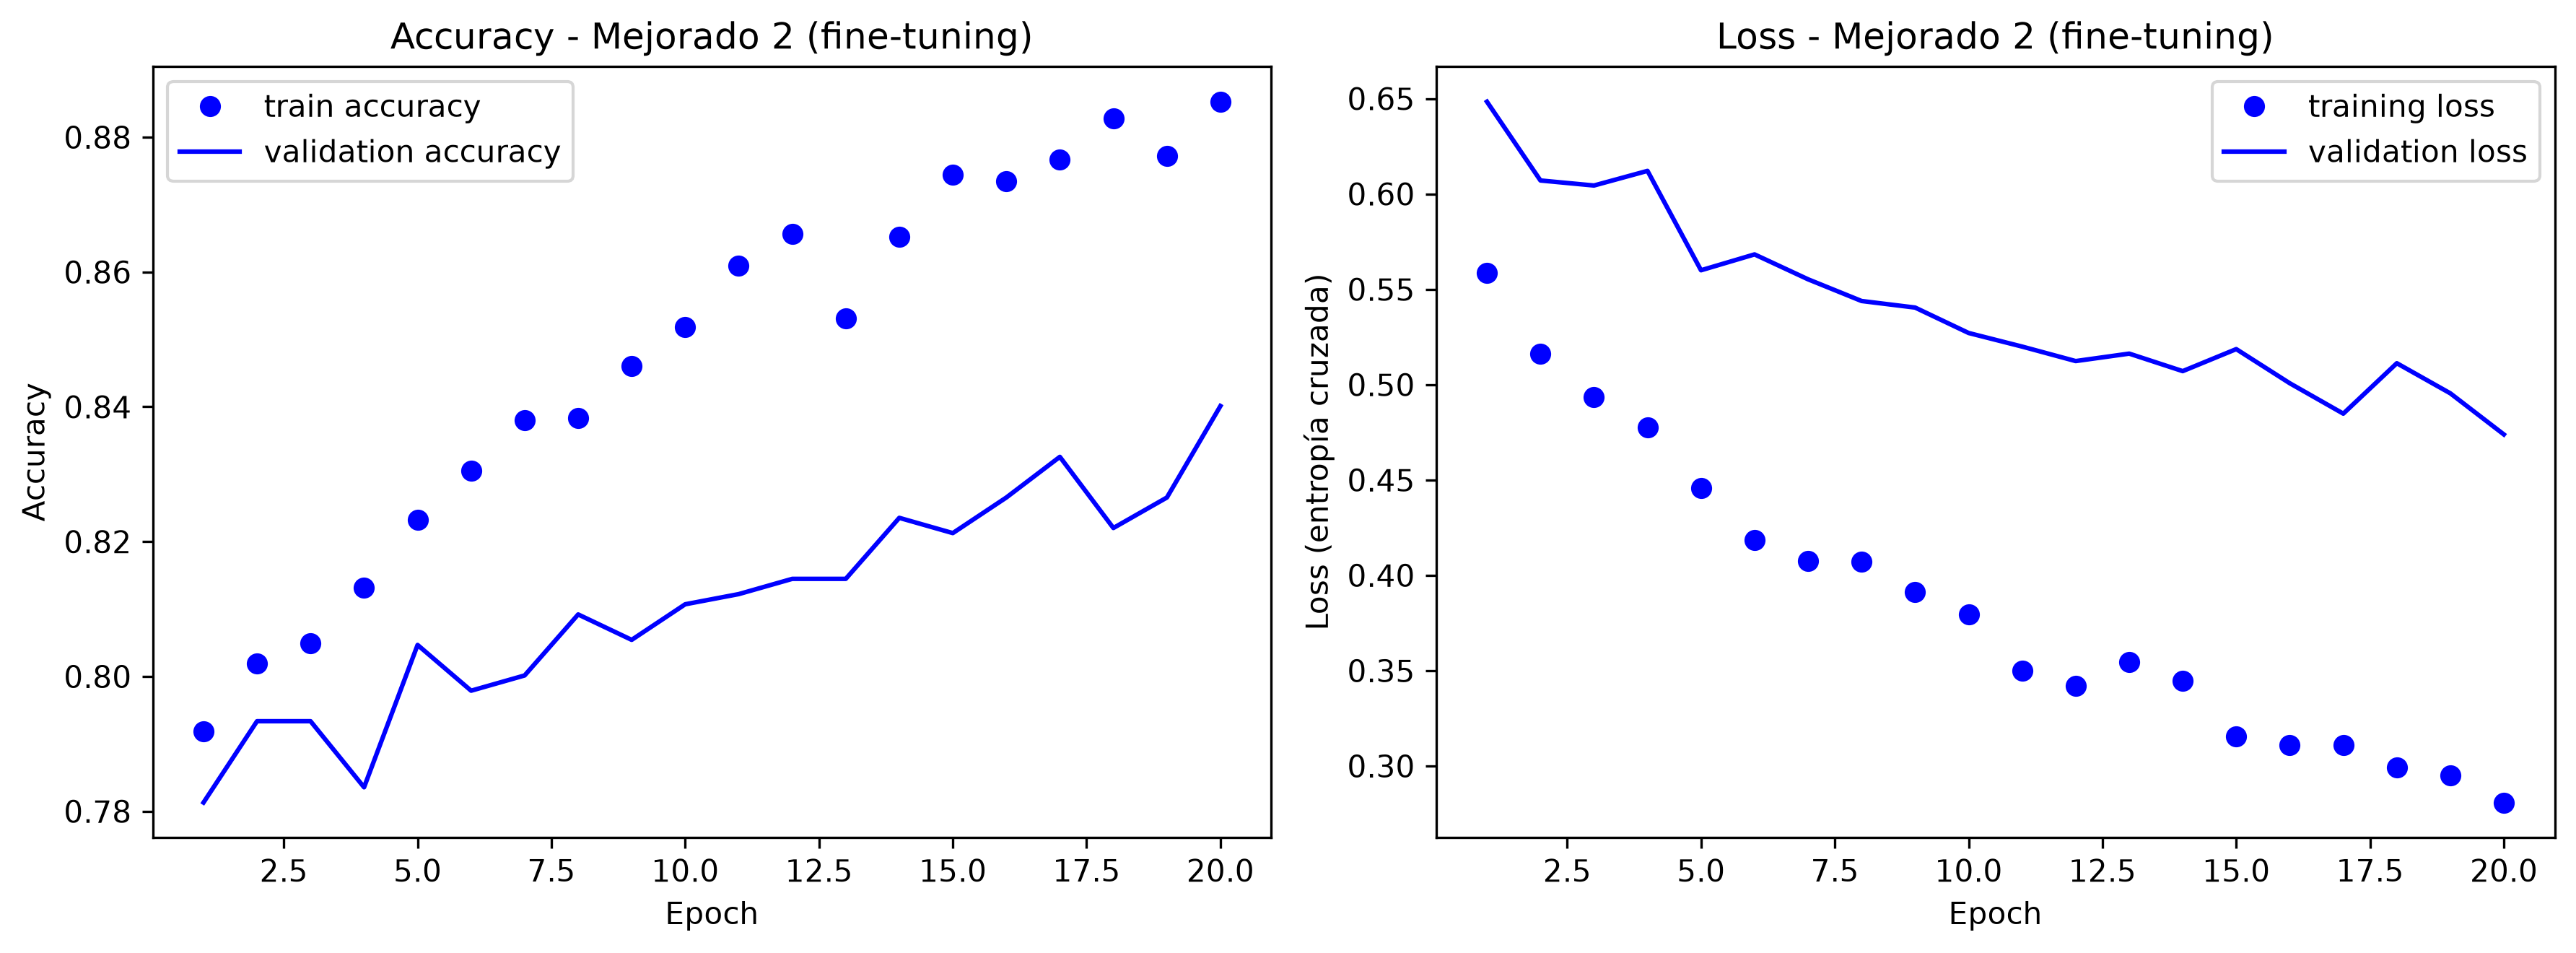 Accuracy - Mejorado 2 (fine-tuning)
train accuracy
validation accuracy
Accuracy
0.88
0.86
0.84
0.82
0.80
0.78
2.5 5.0 7.5 10.0 12.5 15.0 17.5 20.0
Epoch
Loss - Mejorado 2 (fine-tuning)
training loss
validation loss
Loss (entropía cruzada)
0.65
0.60
0.55
0.50
0.45
0.40
0.35
0.30
2.5 5.0 7.5 10.0 12.5 15.0 17.5 20.0
Epoch